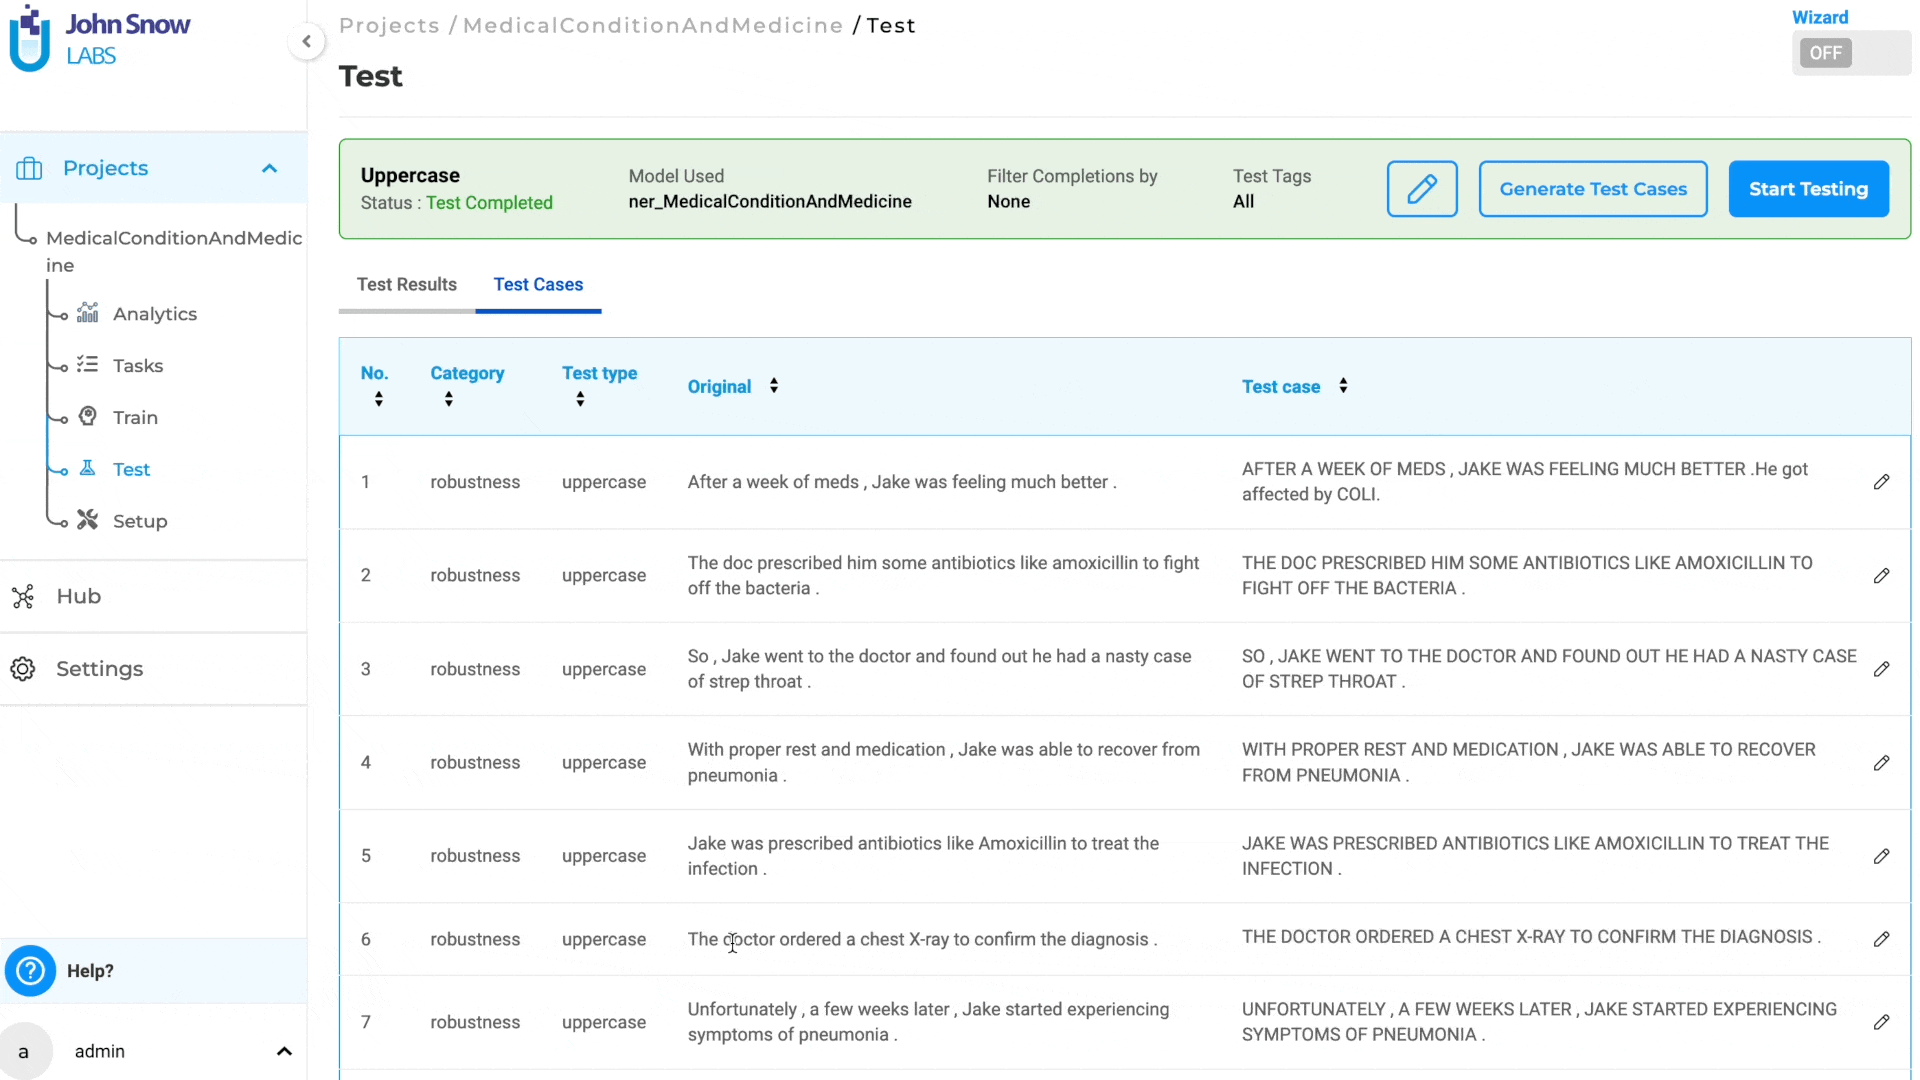 John Snow
LABS
Projects / MedicalConditionAndMedicine / Test
Wizard
OFF
Test
Projects
MedicalConditionAndMedic
ine
Analytics
Tasks
Train
Test
Setup
Hub
Settings
Help?
a admin
Uppercase
Status : Test Completed
Model Used
ner_MedicalConditionAndMedicine
Filter Completions by
None
Test Tags
All
Generate Test Cases
Start Testing
Test Results Test Cases
No. Category Test type Original Test case
1 robustness uppercase After a week of meds , Jake was feeling much better .
AFTER A WEEK OF MEDS , JAKE WAS FEELING MUCH BETTER .He got
affected by COLI.
2 robustness uppercase
The doc prescribed him some antibiotics like amoxicillin to fight
off the bacteria .
THE DOC PRESCRIBED HIM SOME ANTIBIOTICS LIKE AMOXICILLIN TO
FIGHT OFF THE BACTERIA .
3 robustness uppercase
So , Jake went to the doctor and found out he had a nasty case
of strep throat .
SO , JAKE WENT TO THE DOCTOR AND FOUND OUT HE HAD A NASTY CASE
OF STREP THROAT .
4 robustness uppercase
With proper rest and medication , Jake was able to recover from
pneumonia .
WITH PROPER REST AND MEDICATION , JAKE WAS ABLE TO RECOVER
FROM PNEUMONIA .
5 robustness uppercase
Jake was prescribed antibiotics like Amoxicillin to treat the
infection .
JAKE WAS PRESCRIBED ANTIBIOTICS LIKE AMOXICILLIN TO TREAT THE
INFECTION .
6 robustness uppercase The doctor ordered a chest X-ray to confirm the diagnosis .
THE DOCTOR ORDERED A CHEST X-RAY TO CONFIRM THE DIAGNOSIS .
7 robustness uppercase
Unfortunately , a few weeks later , Jake started experiencing
symptoms of pneumonia .
UNFORTUNATELY , A FEW WEEKS LATER , JAKE STARTED EXPERIENCING
SYMPTOMS OF PNEUMONIA .